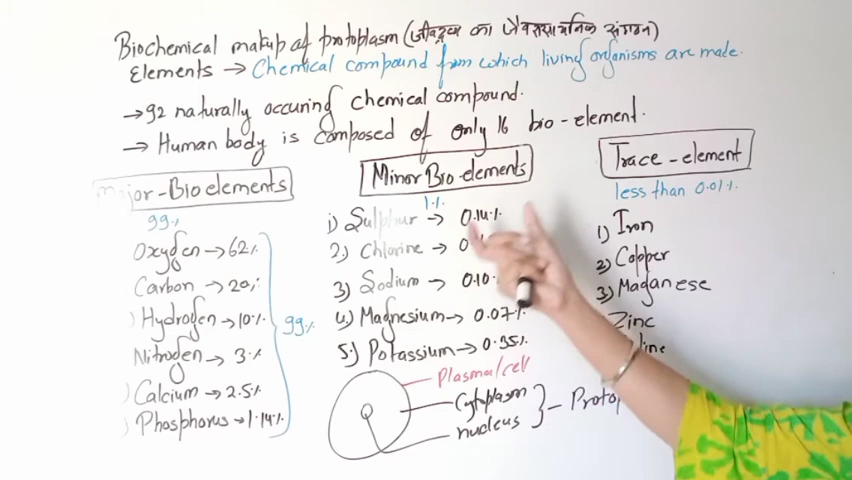 Biochemical makup of protoplasm (जीवद्रव्य का जैवरासायनिक संगठन)
Elements → Chemical compound from which living organisms are made.
→ 92 naturally occuring chemical compound.
→ Human body is composed of only 16 bio-element.
Major-Bioelements
99%
Oxygen → 62%
Carbon → 20%
Hydrogen → 10%
Nitrogen → 3%
Calcium → 2.5%
Phosphorus → 1.14%
99%
Minor Bio elements
1%
1) Sulphur → 0.14%
2) Chlorine → 0
3) Sodium → 0.10
4) Magnesium → 0.07%
5) Potassium → 0.35%
Plasma/cell
Cytoplasm
nucleus
Trace-element
less than 0.01%
1) Iron
2) Copper
3) Maganese
Zinc